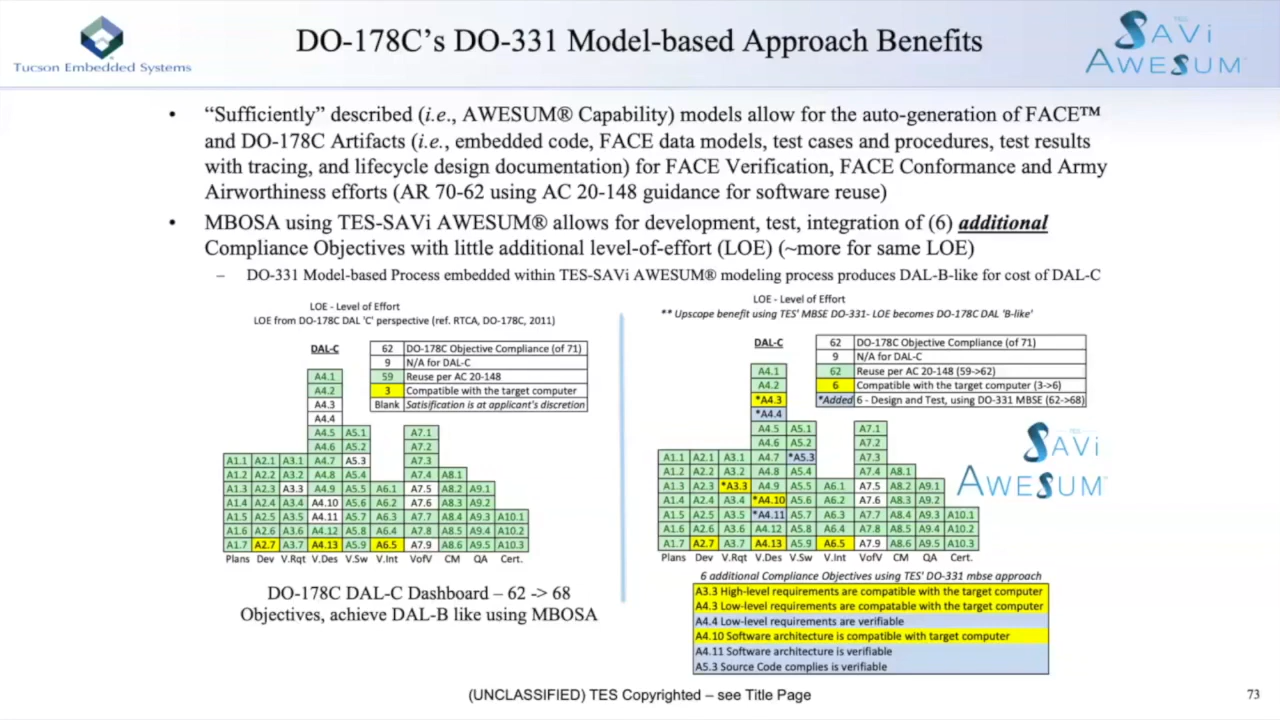 Tucson Embedded Systems
DO-178C's DO-331 Model-based Approach Benefits
TES
SAVi
AWESUM
• “Sufficiently” described (i.e., AWESUM® Capability) models allow for the auto-generation of FACE™
and DO-178C Artifacts (i.e., embedded code, FACE data models, test cases and procedures, test results
with tracing, and lifecycle design documentation) for FACE Verification, FACE Conformance and Army
Airworthiness efforts (AR 70-62 using AC 20-148 guidance for software reuse)
• MBOSA using TES-SAVi AWESUM® allows for development, test, integration of (6) additional
Compliance Objectives with little additional level-of-effort (LOE) (~more for same LOE)
– DO-331 Model-based Process embedded within TES-SAVi AWESUM® modeling process produces DAL-B-like for cost of DAL-C
LOE - Level of Effort
LOE from DO-178C DAL 'C' perspective (ref. RTCA, DO-178C, 2011)
DAL-C
62 DO-178C Objective Compliance (of 71)
9 N/A for DAL-C
59 Reuse per AC 20-148
3 Compatible with the target computer
Blank Satisification is at applicant's discretion
A4.1
A4.2
A4.3
A4.4
A4.5 A5.1 A7.1
A4.6 A5.2 A7.2
A1.1 A2.1 A3.1 A4.7 A5.3 A7.3
A1.2 A2.2 A3.2 A4.8 A5.4 A7.4 A8.1
A1.3 A2.3 A3.3 A4.9 A5.5 A6.1 A7.5 A8.2 A9.1
A1.4 A2.4 A3.4 A4.10 A5.6 A6.2 A7.6 A8.3 A9.2
A1.5 A2.5 A3.5 A4.11 A5.7 A6.3 A7.7 A8.4 A9.3 A10.1
A1.6 A2.6 A3.6 A4.12 A5.8 A6.4 A7.8 A8.5 A9.4 A10.2
A1.7 A2.7 A3.7 A4.13 A5.9 A6.5 A7.9 A8.6 A9.5 A10.3
Plans Dev V.Rqt V.Des V.Sw V.Int VofV CM QA Cert.
DO-178C DAL-C Dashboard – 62 -> 68
Objectives, achieve DAL-B like using MBOSA
LOE - Level of Effort
** Upscope benefit using TES' MBSE DO-331- LOE becomes DO-178C DAL 'B-like'
DAL-C
62 DO-178C Objective Compliance (of 71)
9 N/A for DAL-C
62 Reuse per AC 20-148 (59->62)
6 Compatible with the target computer (3->6)
*Added 6 - Design and Test, using DO-331 MBSE (62->68)
A4.1
A4.2
*A4.3
*A4.4
A4.5 A5.1 A7.1
A4.6 A5.2 A7.2
A1.1 A2.1 A3.1 A4.7 *A5.3 A7.3
A1.2 A2.2 A3.2 A4.8 A5.4 A7.4 A8.1
A1.3 A2.3 *A3.3 A4.9 A5.5 A6.1 A7.5 A8.2 A9.1
A1.4 A2.4 A3.4 *A4.10 A5.6 A6.2 A7.6 A8.3 A9.2
A1.5 A2.5 A3.5 *A4.11 A5.7 A6.3 A7.7 A8.4 A9.3 A10.1
A1.6 A2.6 A3.6 A4.12 A5.8 A6.4 A7.8 A8.5 A9.4 A10.2
A1.7 A2.7 A3.7 A4.13 A5.9 A6.5 A7.9 A8.6 A9.5 A10.3
Plans Dev V.Rqt V.Des V.Sw V.Int VofV CM QA Cert.
TES
SAVi
AWESUM
6 additional Compliance Objectives using TES' DO-331 mbse approach
A3.3 High-level requirements are compatible with the target computer
A4.3 Low-level requirements are compatable with the target computer
A4.4 Low-level requirements are verifiable
A4.10 Software architecture is compatible with target computer
A4.11 Software architecture is verifiable
A5.3 Source Code complies is verifiable
(UNCLASSIFIED) TES Copyrighted – see Title Page
73